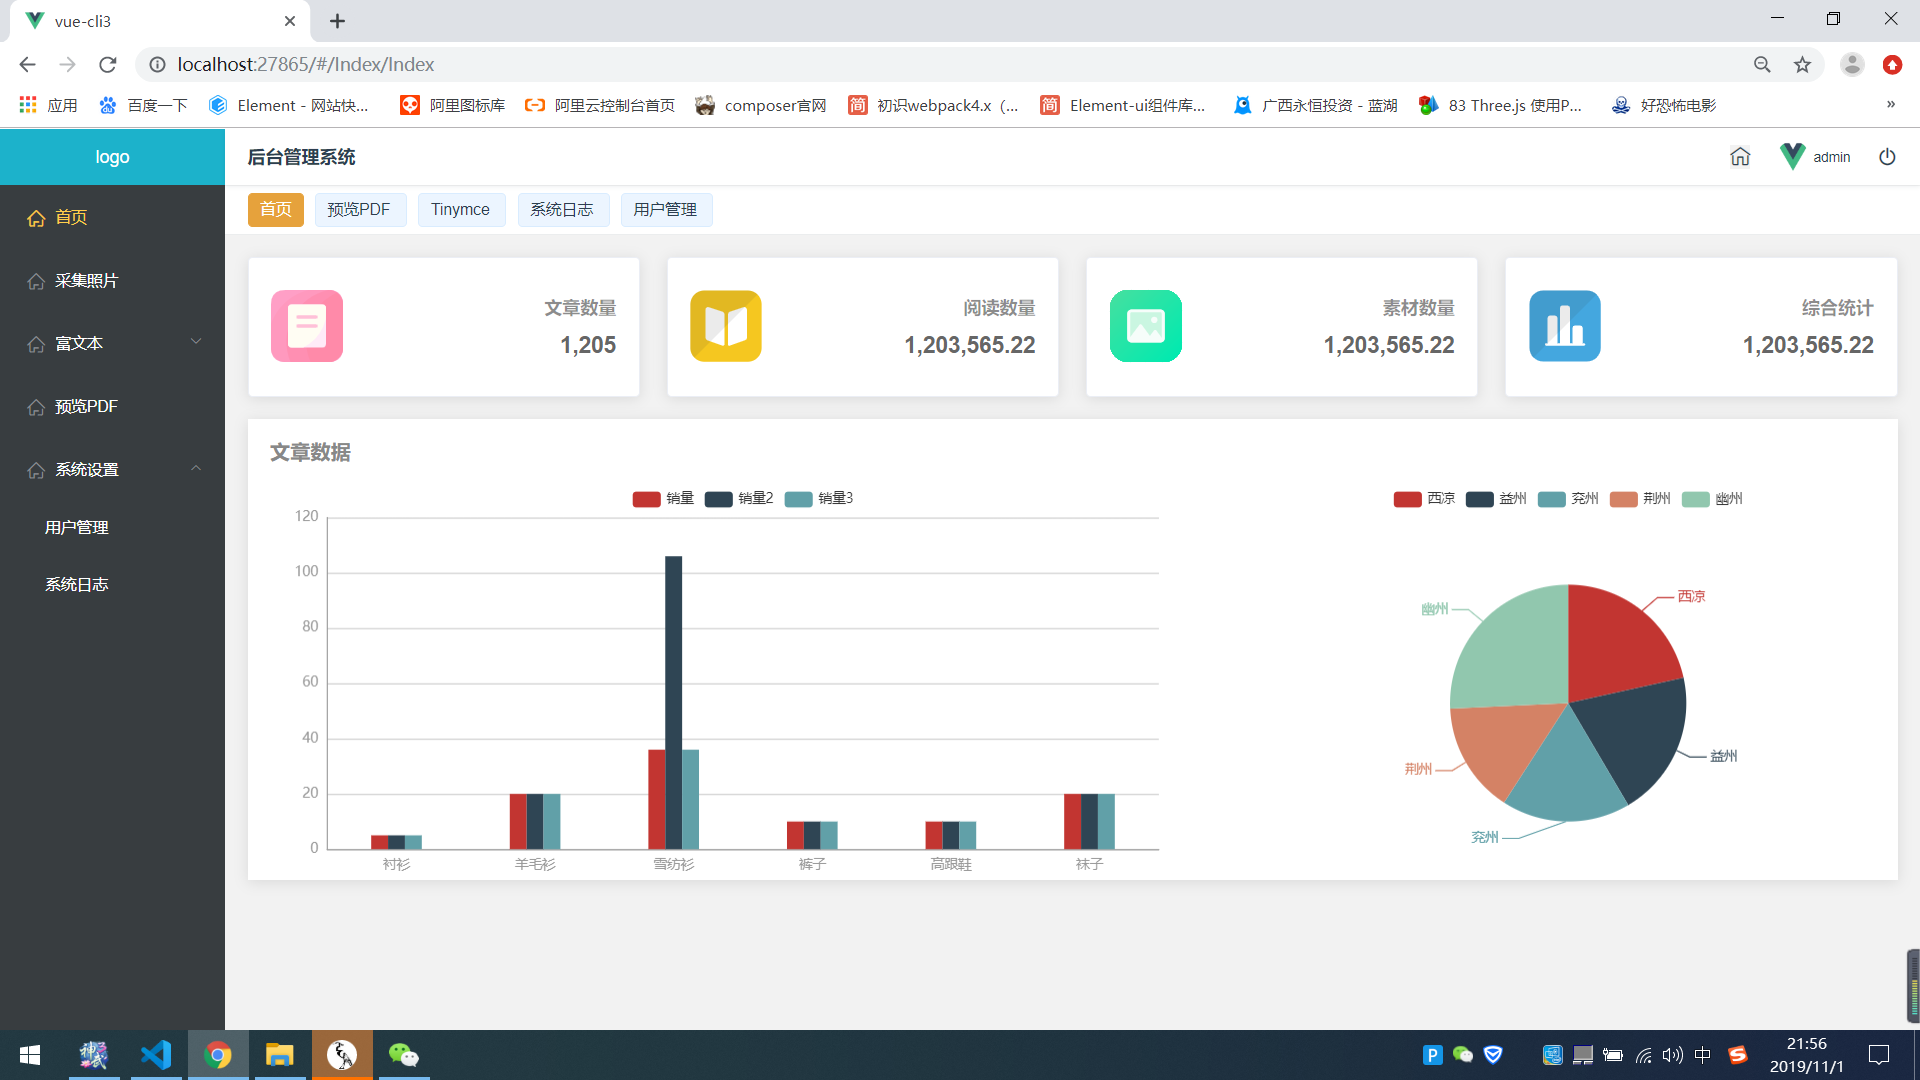 vue-cli3
localhost:27865/#/Index/Index
应用
百度一下
Element - 网站快...
阿里图标库
阿里云控制台首页
composer官网
简
初识webpack4.x（...
简
Element-ui组件库...
广西永恒投资 - 蓝湖
83 Three.js 使用P...
好恐怖电影
»
logo
后台管理系统
admin
首页
预览PDF
Tinymce
系统日志
用户管理
首页
采集照片
富文本
预览PDF
系统设置
用户管理
系统日志
文章数量
1,205
阅读数量
1,203,565.22
素材数量
1,203,565.22
综合统计
1,203,565.22
文章数据
销量
销量2
销量3
120
100
80
60
40
20
0
衬衫
羊毛衫
雪纺衫
裤子
高跟鞋
袜子
西凉
益州
兖州
荆州
幽州
幽州
西凉
荆州
益州
兖州
神武
P
中
S
21:56
2019/11/1